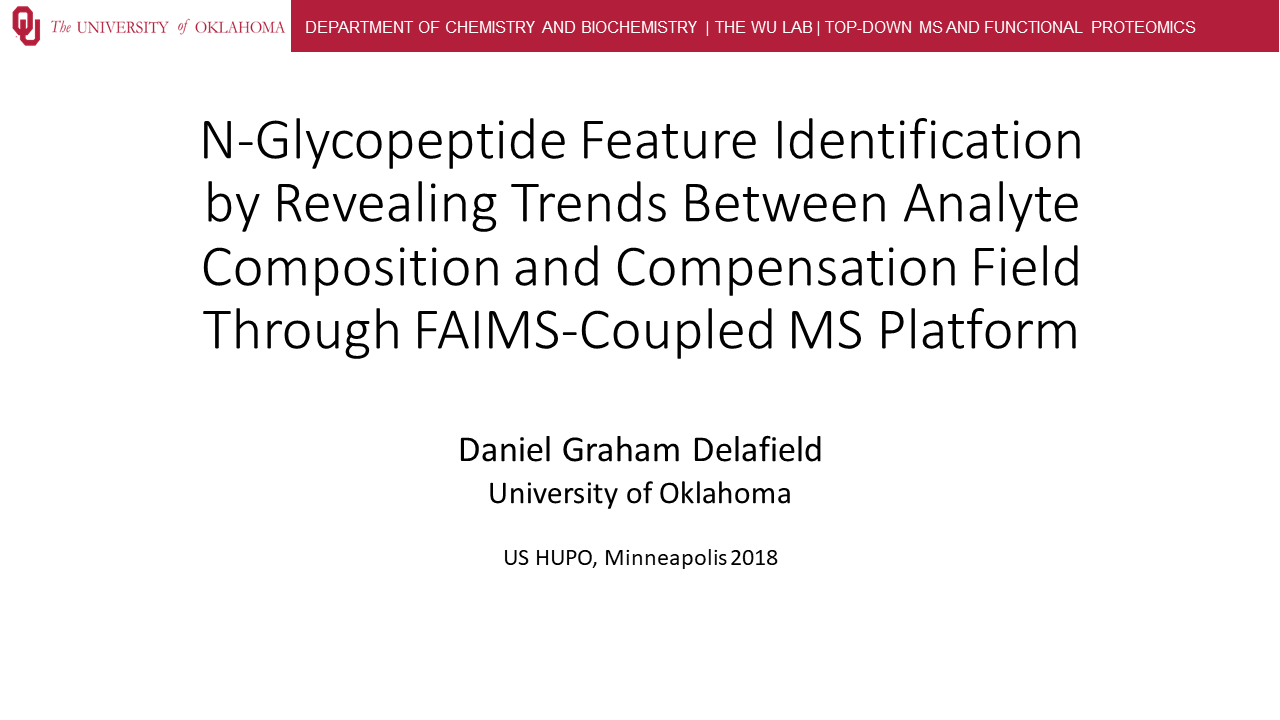 The UNIVERSITY of OKLAHOMA
DEPARTMENT OF CHEMISTRY AND BIOCHEMISTRY | THE WU LAB | TOP-DOWN MS AND FUNCTIONAL PROTEOMICS
N-Glycopeptide Feature Identification
by Revealing Trends Between Analyte
Composition and Compensation Field
Through FAIMS-Coupled MS Platform
Daniel Graham Delafield
University of Oklahoma
US HUPO, Minneapolis 2018